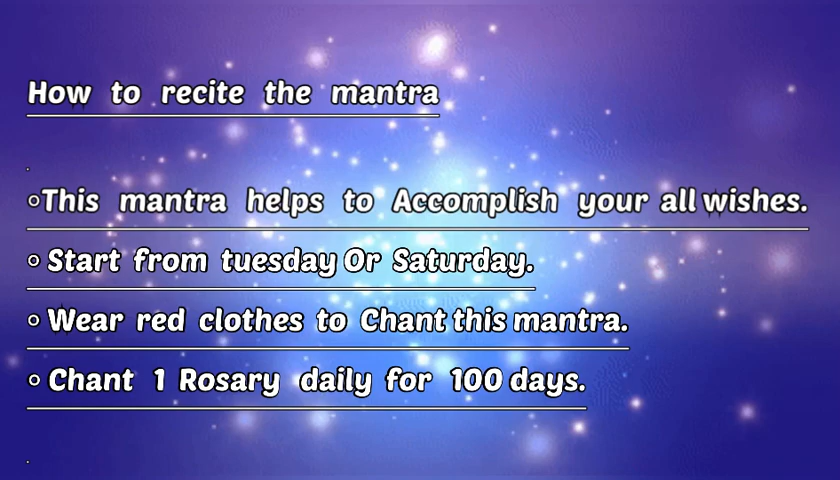 How to recite the mantra
◦This mantra helps to Accomplish your all wishes.
◦ Start from tuesday Or Saturday.
◦ Wear red clothes to Chant this mantra.
◦ Chant 1 Rosary daily for 100 days.